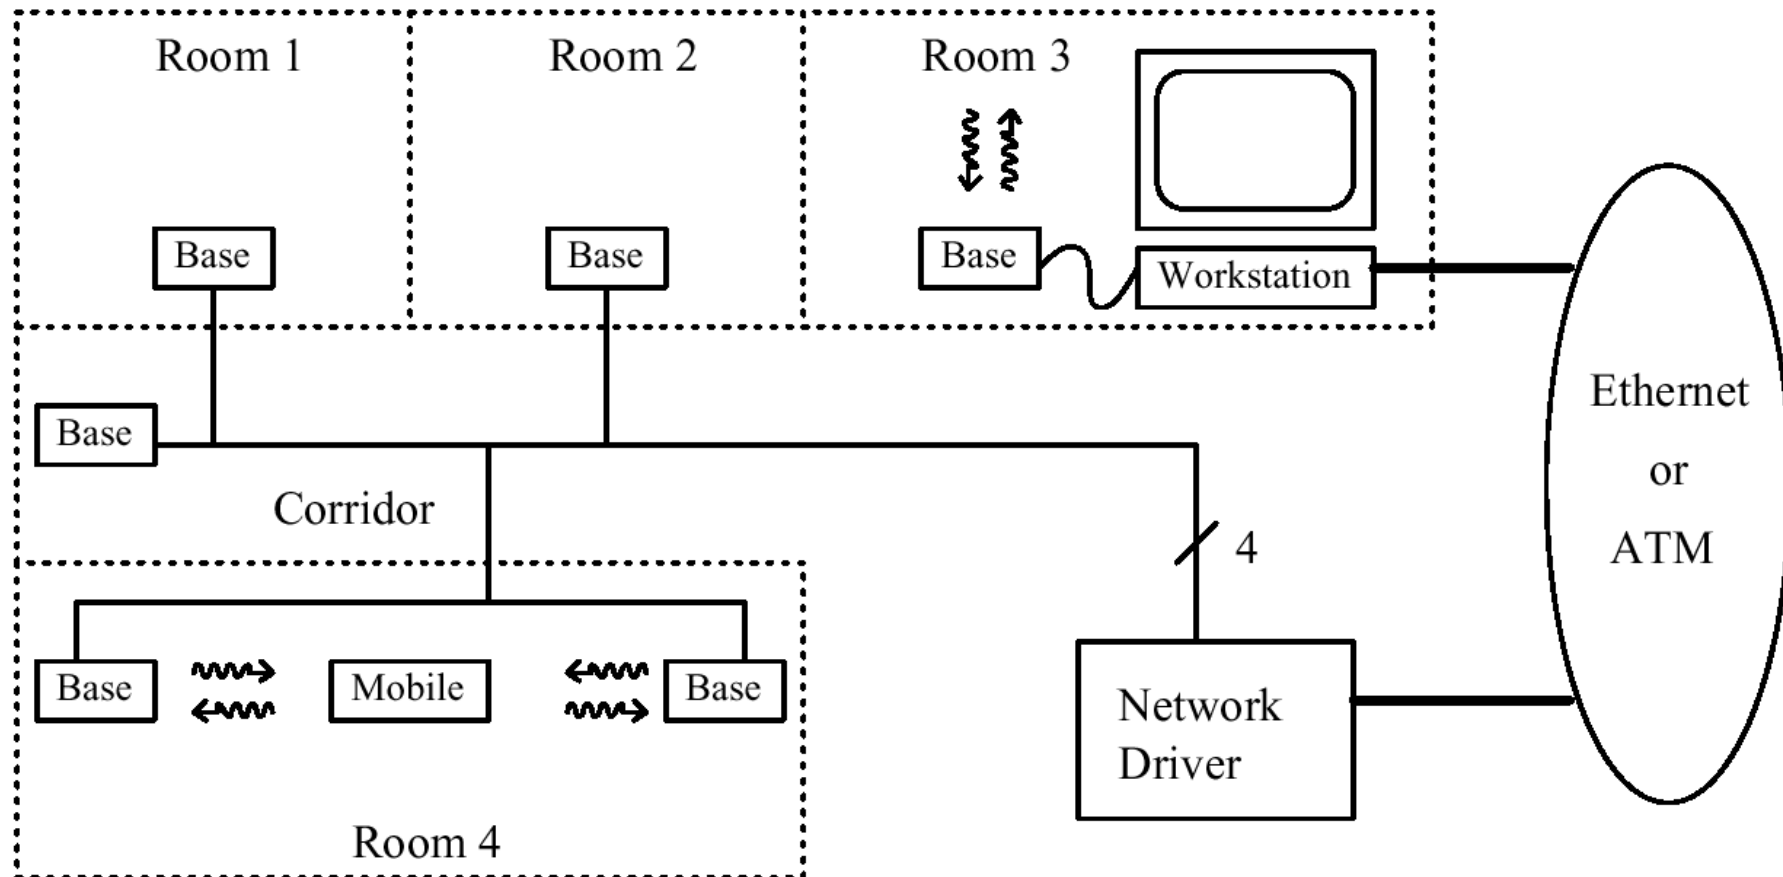 Room 1
Room 2
Room 3
Base
Base
Base
Workstation
Base
Corridor
Ethernet
or
ATM
4
Base
Mobile
Base
Network
Driver
Room 4